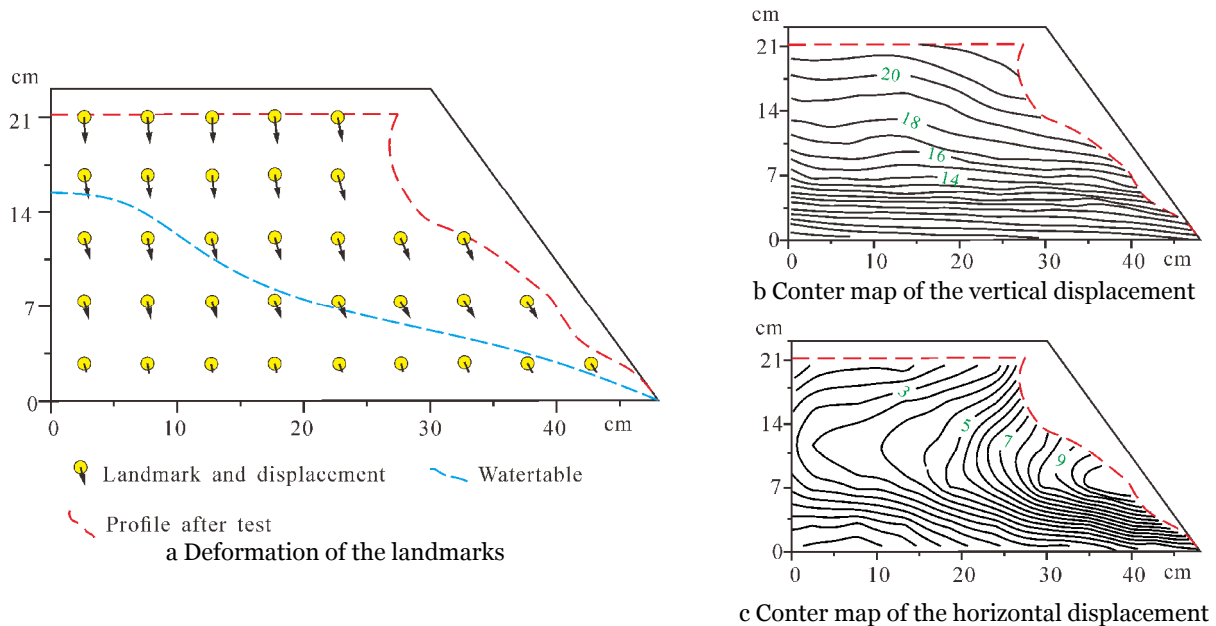 cm
21
14
7
0
0
10
20
30
40
cm
Landmark and displacement
Watertable
Profile after test
a Deformation of the landmarks
cm
21
14
7
0
20
18
16
14
0
10
20
30
40
cm
b Conter map of the vertical displacement
cm
21
14
7
0
3
5
7
9
0
10
20
30
40
cm
c Conter map of the horizontal displacement